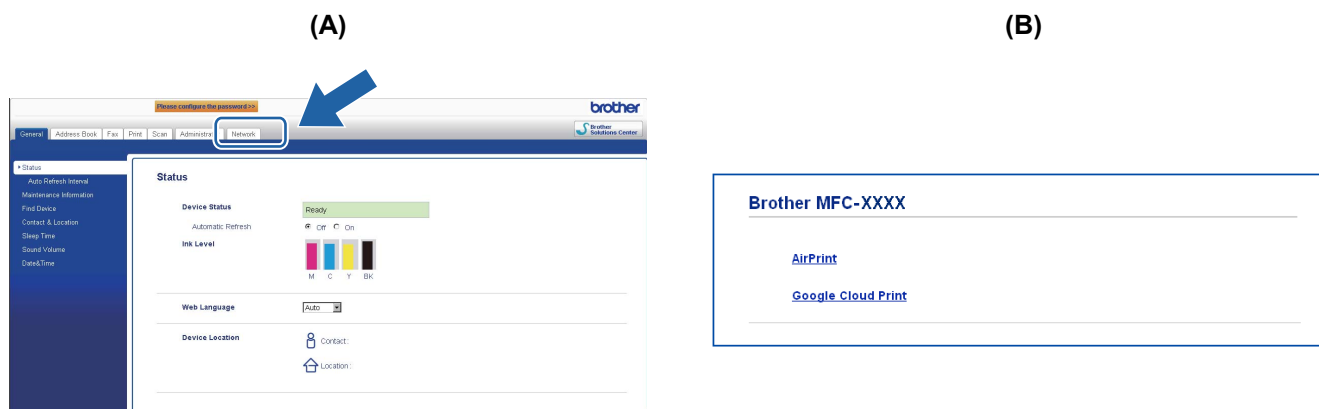 (A)
(B)
Please configure the password >>
brother
General Address Book Fax Print Scan Administrat Network
Brother
Solutions Center
Status
Auto Refresh Interval
Maintenance Information
Find Device
Contact & Location
Sleep Time
Sound Volume
Date&Time
Status
Device Status Ready
Automatic Refresh Off On
Ink Level
M C Y BK
Web Language Auto
Device Location Contact :
Location :
Brother MFC-XXXX
AirPrint
Google Cloud Print